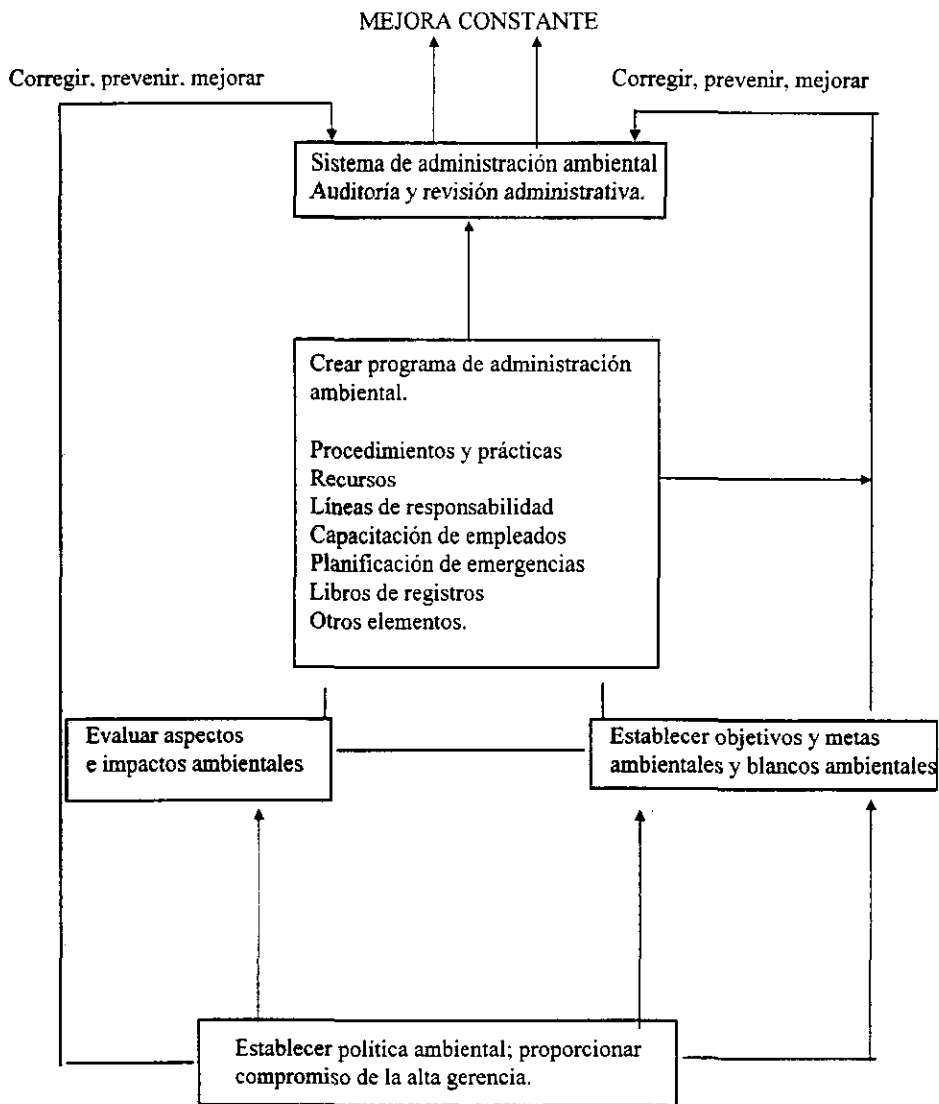 MEJORA CONSTANTE
Corregir. prevenir. mejorar
Corregir, prevenir, mejorar
Sistema de administración ambiental
Auditoría y revisión administrativa.
Crear programa de administración
ambiental.
Procedimientos y prácticas
Recursos
Líneas de responsabilidad
Capacitación de empleados
Planificación de emergencias
Libros de registros
Otros elementos.
Evaluar aspectos
e impactos ambientales
Establecer objetivos y metas
ambientales y blancos ambientales
Establecer política ambiental; proporcionar
compromiso de la alta gerencia.